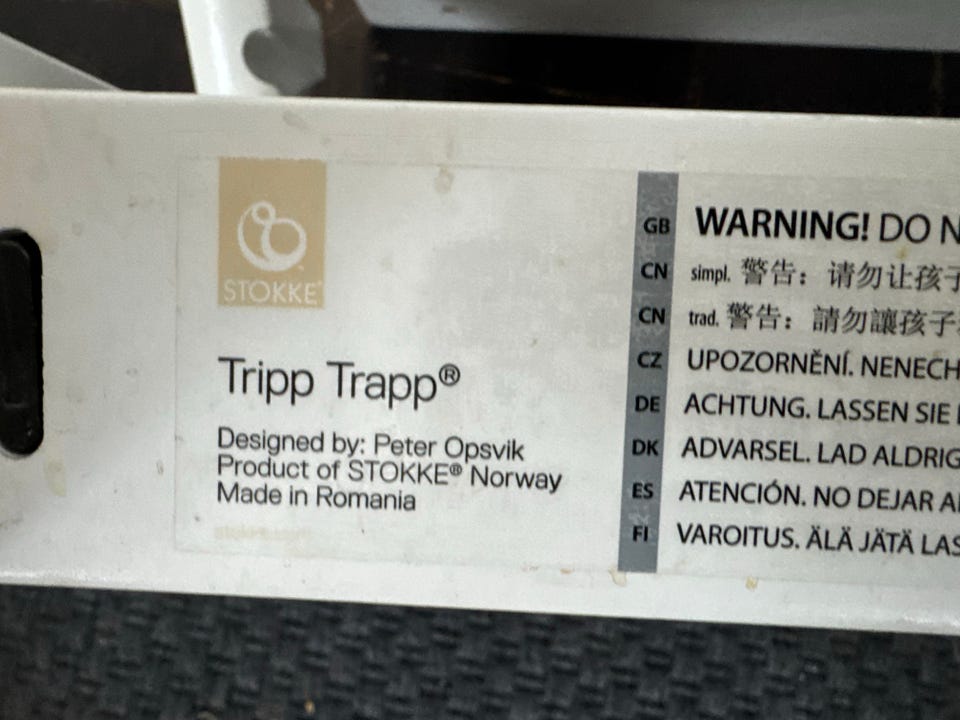 STOKKE
Tripp Trapp®
Designed by: Peter Opsvik
Product of STOKKE® Norway
Made in Romania
GB WARNING! DO N
CN simpl. 警告：请勿让孩子
CN trad. 警告：請勿讓孩子
CZ UPOZORNĚNÍ. NENECH
DE ACHTUNG. LASSEN SIE
DK ADVARSEL. LAD ALDRIG
ES ATENCIÓN. NO DEJAR
FI VAROITUS. ÄLÄ JÄTÄ LAS